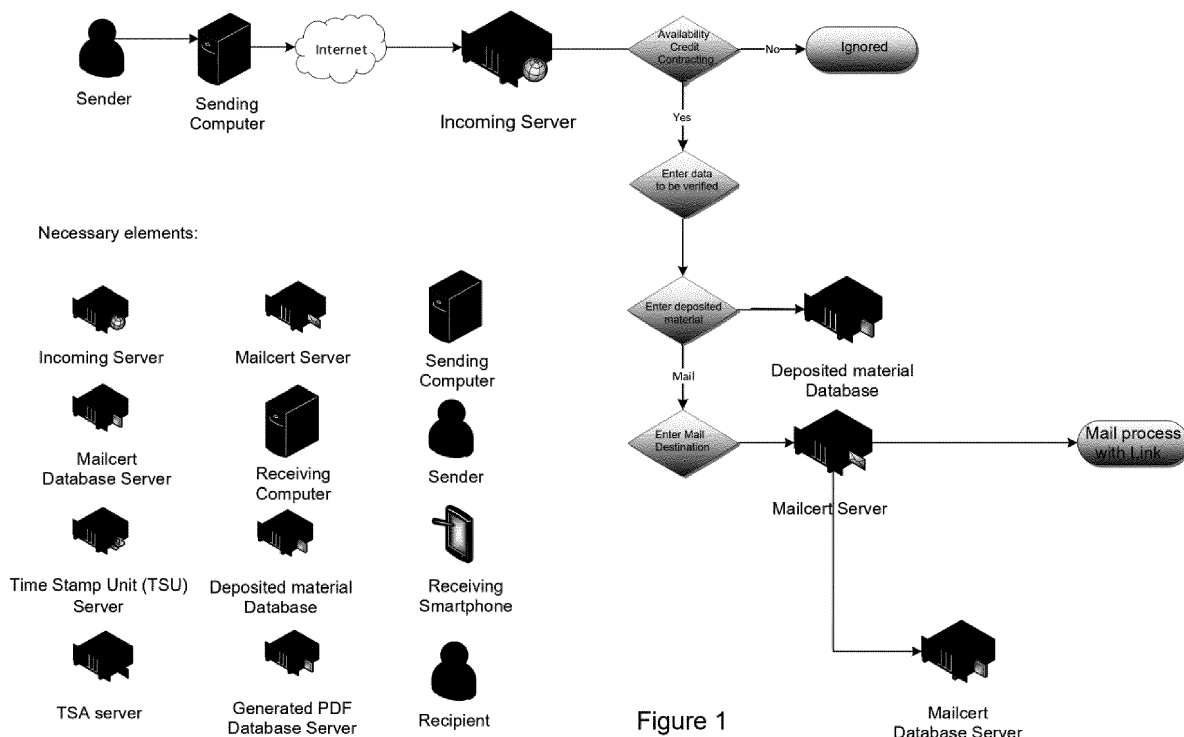 Sender
Sending
Computer
Internet
Incoming Server
Availability
Credit
Contracting
No
Ignored
Yes
Enter data
to be verified
Enter deposited
material
Deposited material
Database
Mail
Enter Mail
Destination
Mailcert Server
Mail process
with Link
Mailcert
Database Server
Necessary elements:
Incoming Server
Mailcert Server
Sending
Computer
Mailcert
Database Server
Receiving
Computer
Sender
Time Stamp Unit (TSU)
Server
Deposited material
Database
Receiving
Smartphone
TSA server
Generated PDF
Database Server
Recipient
Figure 1